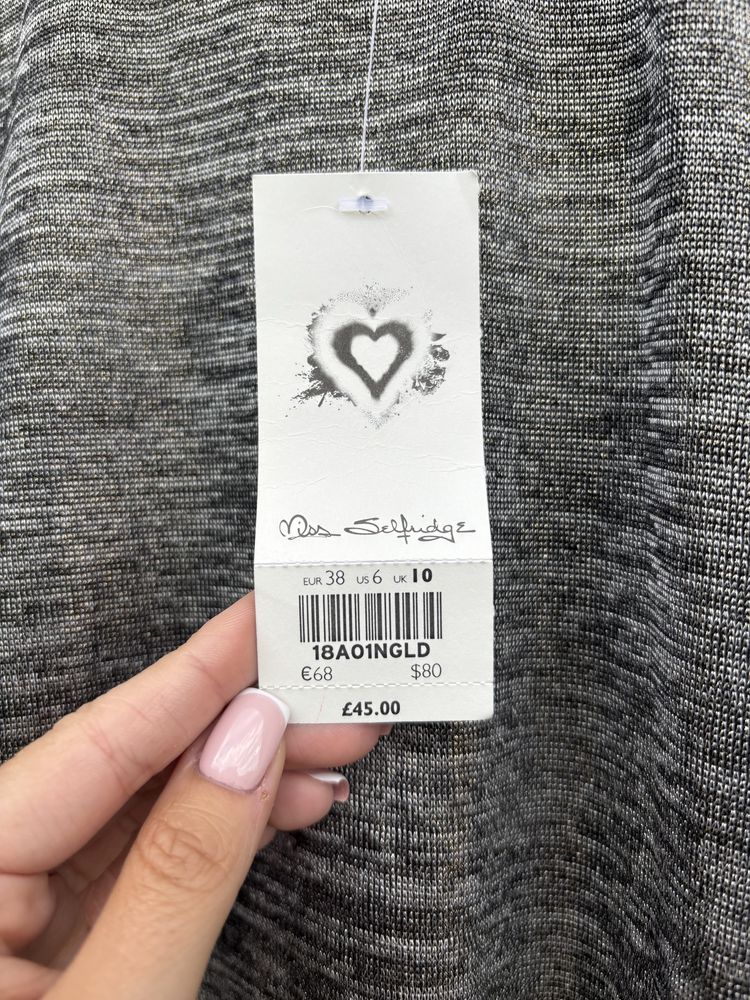 Miss Selfridge
EUR 38 US 6 UK 10
18A01NGLD
€68 $80
£45.00